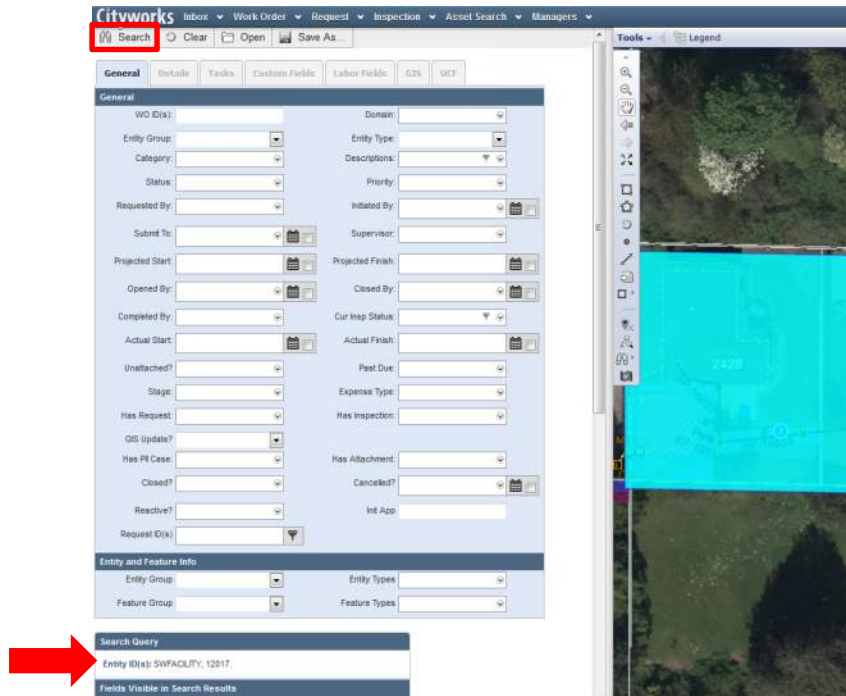 Cityworks Inbox Work Order Request Inspection Asset Search Managers
Search Clear Open Save As...
Tools Legend
General Details Tasks Custom Fields Labor Fields GIS UCF
General
WO ID(s): Domain:
Entity Group: Entity Type:
Category: Descriptions:
Status: Priority:
Requested By: Initiated By:
Submit To: Supervisor:
Projected Start: Projected Finish:
Opened By: Closed By:
Completed By: Cur Insp Status:
Actual Start: Actual Finish:
Unattached? Past Due:
Stage: Expense Type:
Has Request: Has Inspection:
GIS Update?
Has Pll Case: Has Attachment:
Closed? Cancelled?
Reactive? Init App
Request ID(s)
Entity and Feature Info
Entity Group Entity Types
Feature Group Feature Types
Search Query
Entity ID(s): SWFACILITY, 12017.
Fields Visible in Search Results
2425